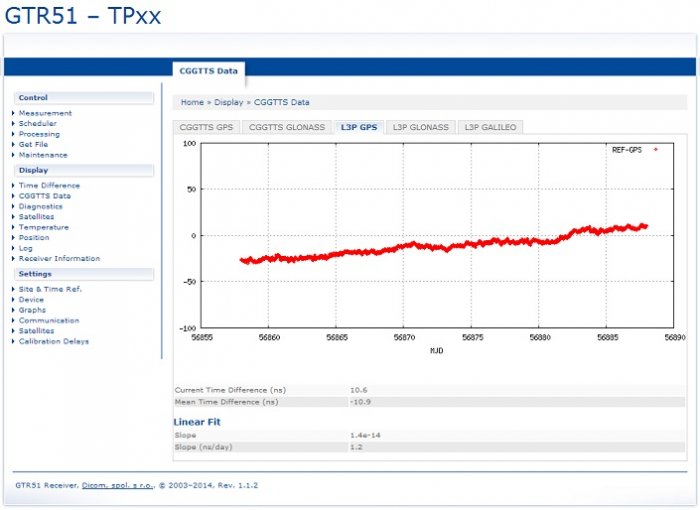 GTR51 – TPxx
CGGTTS Data
Control
Measurement
Scheduler
Processing
Get File
Maintenance
Display
Time Difference
CGGTTS Data
Diagnostics
Satellites
Temperature
Position
Log
Receiver Information
Settings
Site & Time Ref.
Device
Graphs
Communication
Satellites
Calibration Delays
Home » Display » CGGTTS Data
CGGTTS GPS CGGTTS GLONASS L3P GPS L3P GLONASS L3P GALILEO
REF-GPS
100
50
0
-50
-100
56855 56860 56865 56870 56875 56880 56885 56890
MJD
Current Time Difference (ns) 10.6
Mean Time Difference (ns) -10.9
Linear Fit
Slope 1.4e-14
Slope (ns/day) 1.2
GTR51 Receiver, Dicom, spol. s r.o., © 2003-2014, Rev. 1.1.2